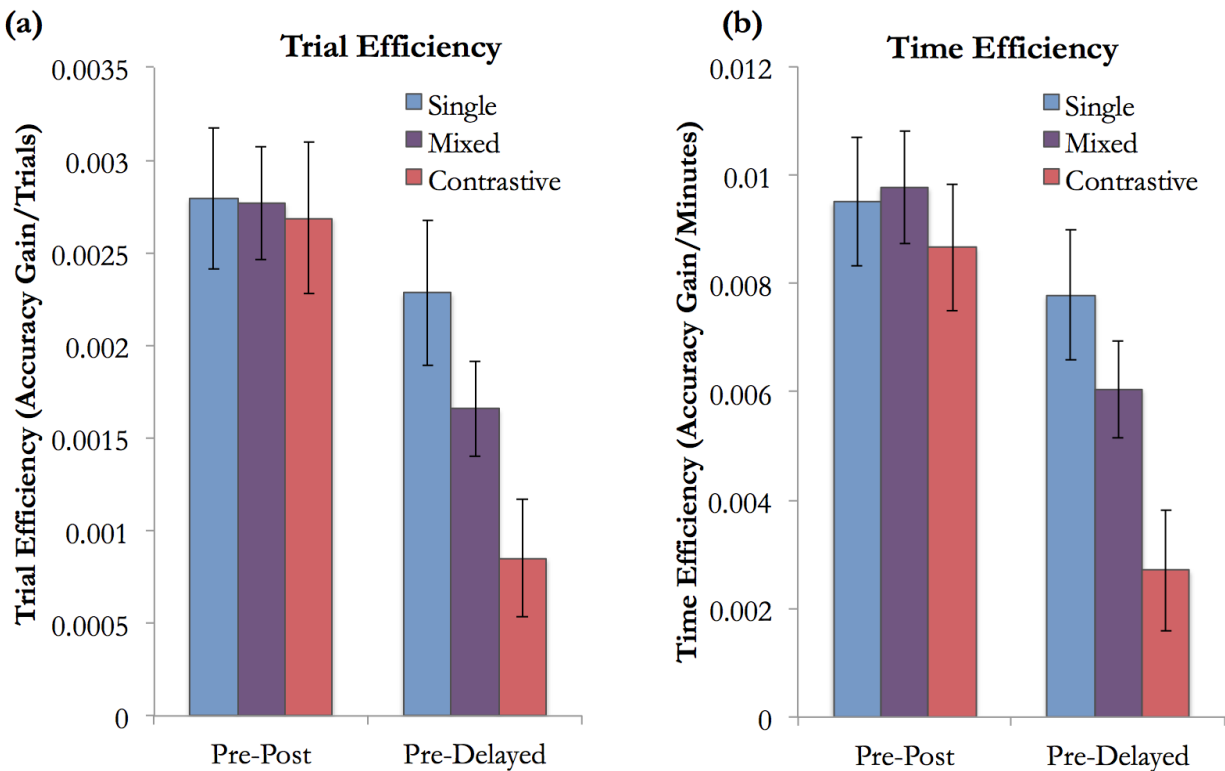 (a)
Trial Efficiency
Trial Efficiency (Accuracy Gain/Trials)
0.0035
0.003
0.0025
0.002
0.0015
0.001
0.0005
0
Single
Mixed
Contrastive
Pre-Post
Pre-Delayed
(b)
Time Efficiency
Time Efficiency (Accuracy Gain/Minutes)
0.012
0.01
0.008
0.006
0.004
0.002
0
Single
Mixed
Contrastive
Pre-Post
Pre-Delayed